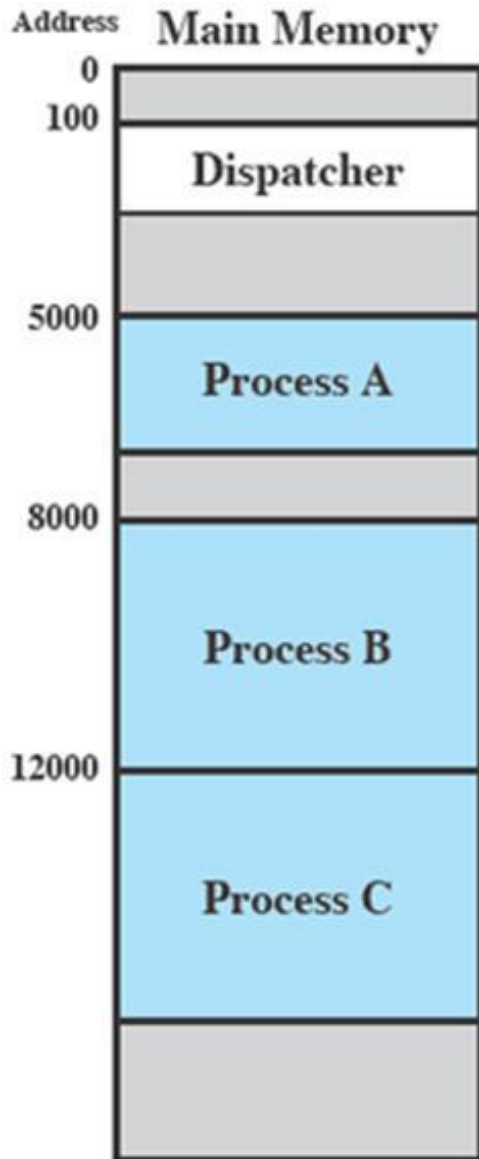 Address Main Memory
0
100
Dispatcher
5000
Process A
8000
Process B
12000
Process C